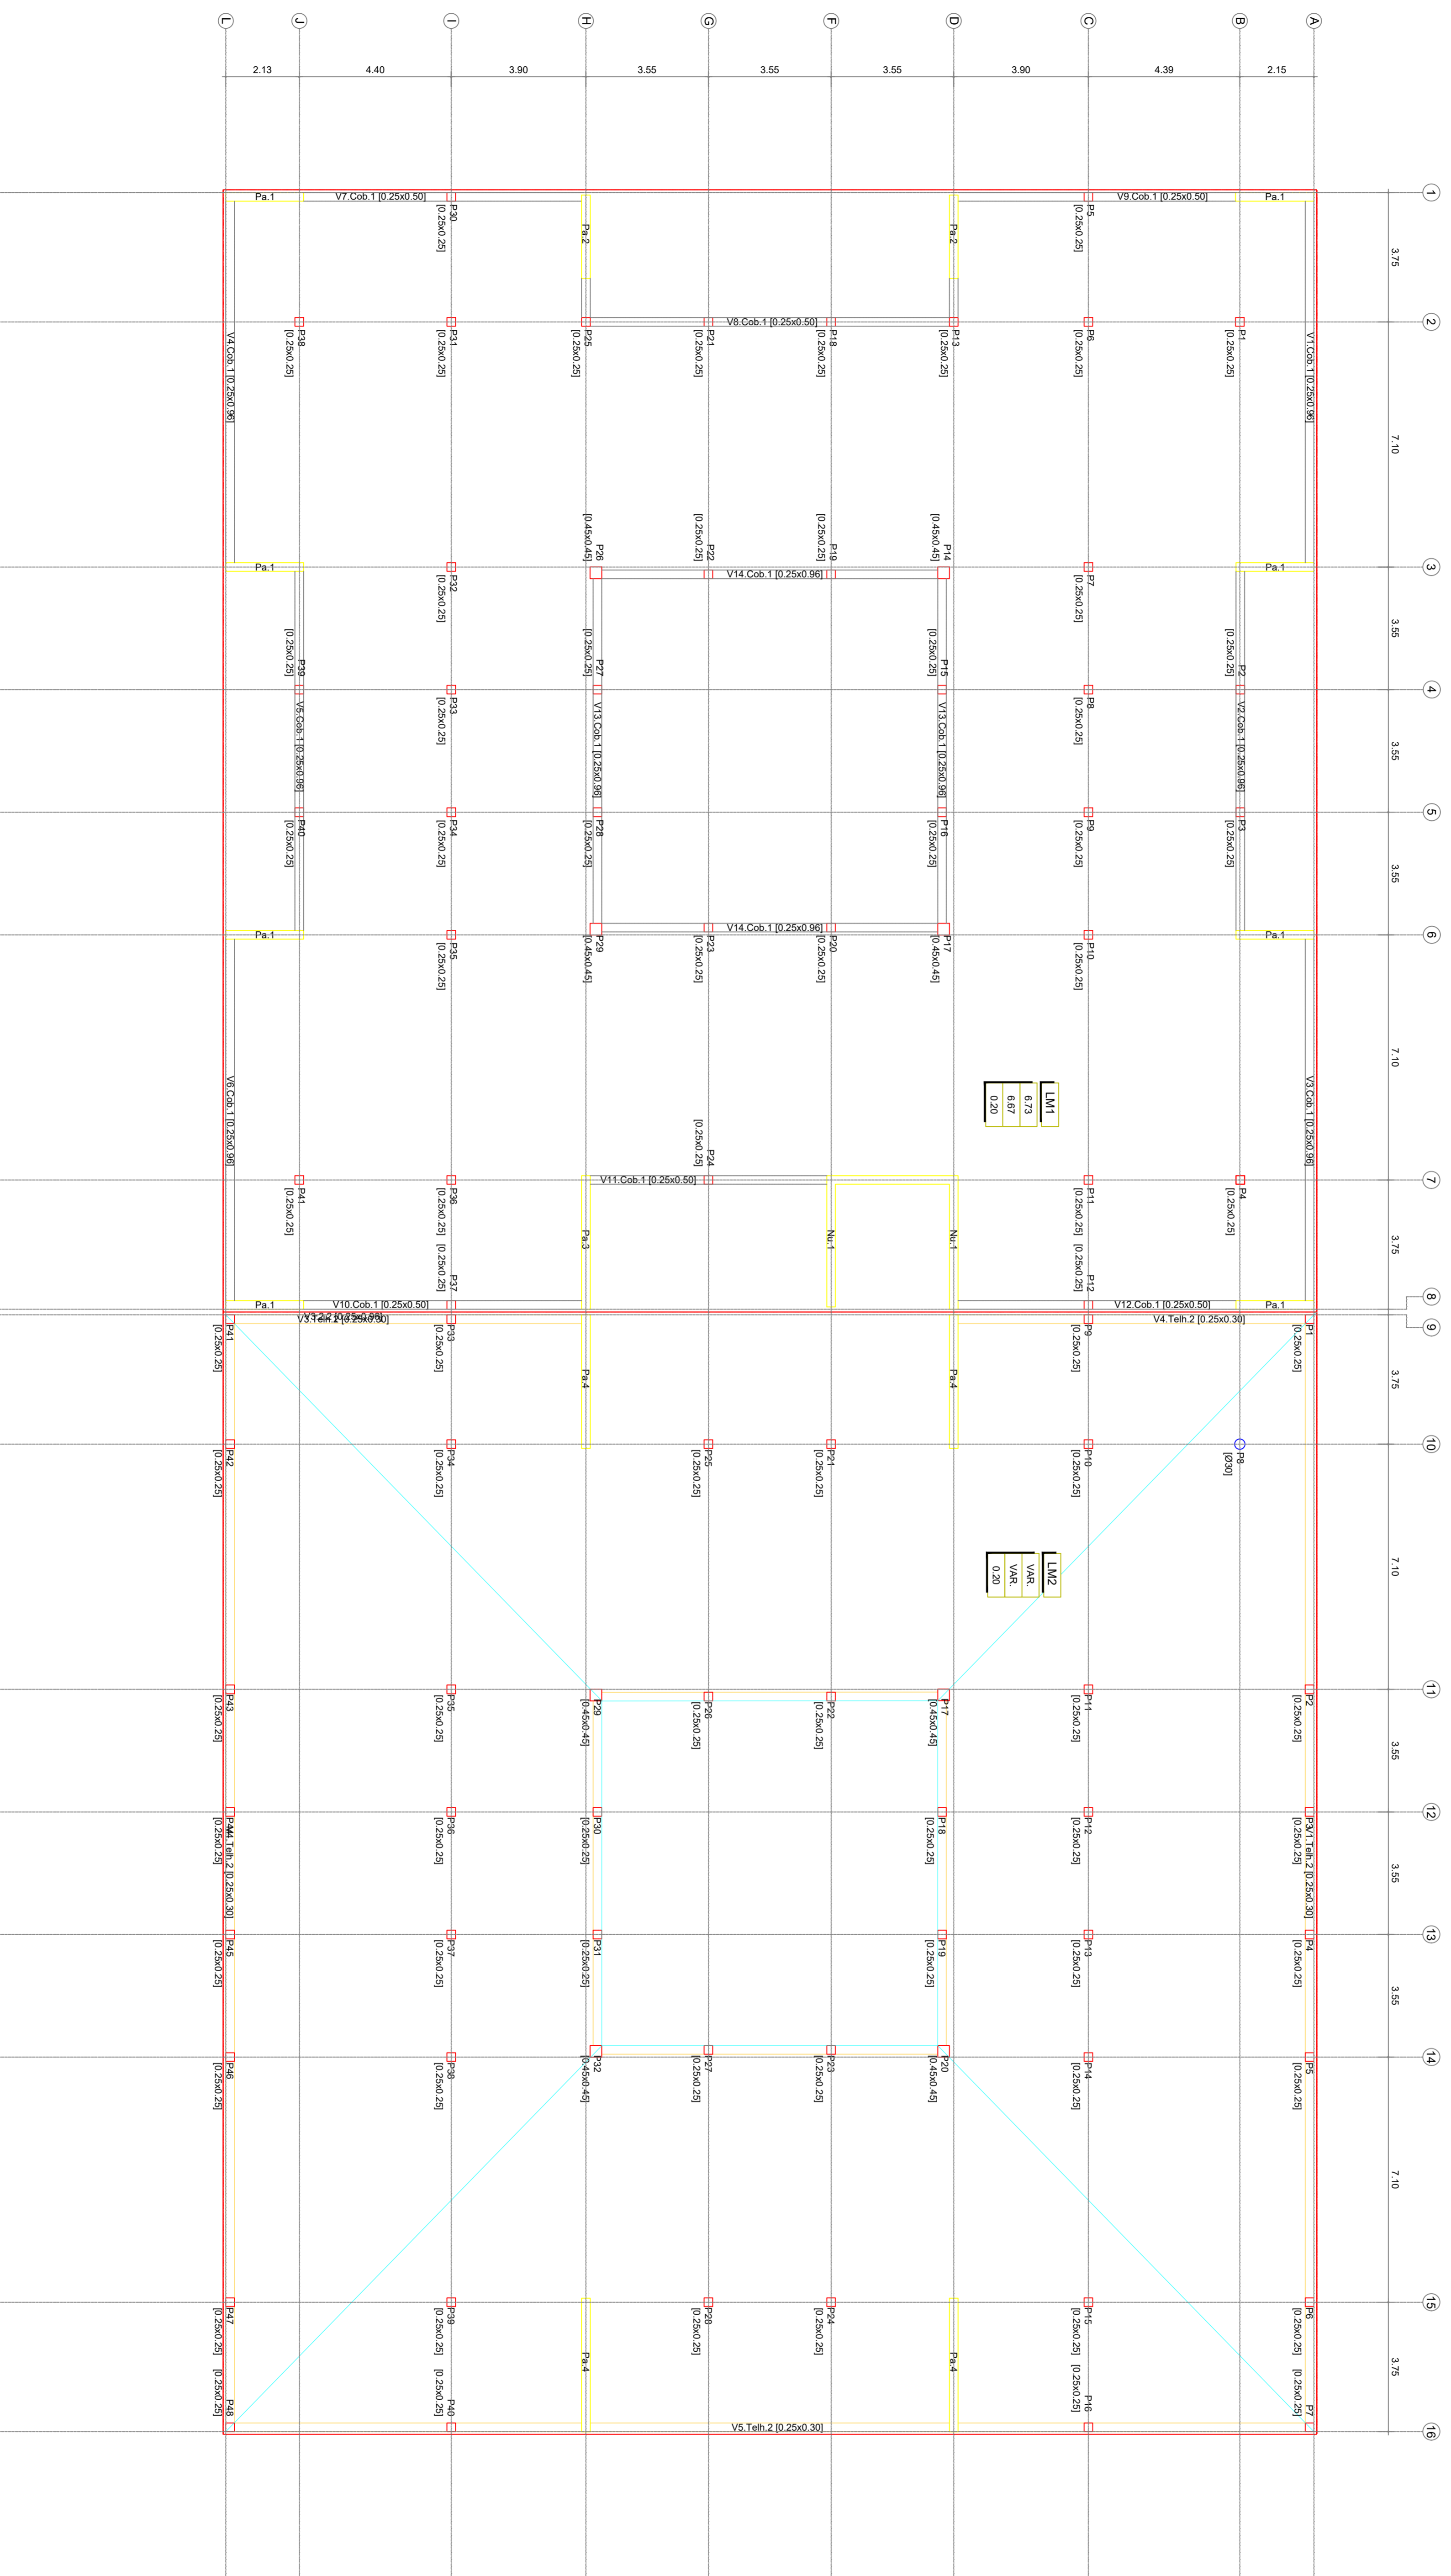 L
J
I
H
G
F
D
C
B
A
2.13
4.40
3.90
3.55
3.55
3.55
3.90
4.39
2.15
1
Pa.1
V7.Cob.1 [0.25x0.50]
P30
[0.25x0.25]
Pa.2
Pa.2
P5
[0.25x0.25]
V9.Cob.1 [0.25x0.50]
Pa.1
3.75
2
V4.Cob.1 [0.25x0.96]
P38
[0.25x0.25]
P31
[0.25x0.25]
P25
[0.25x0.25]
P21
[0.25x0.25]
V8.Cob.1 [0.25x0.50]
P18
[0.25x0.25]
P13
[0.25x0.25]
P6
[0.25x0.25]
P1
[0.25x0.25]
V1.Cob.1 [0.25x0.96]
7.10
3
Pa.1
P32
[0.25x0.25]
P26
[0.45x0.45]
P22
[0.25x0.25]
V14.Cob.1 [0.25x0.96]
P19
[0.25x0.25]
P14
[0.45x0.45]
P7
[0.25x0.25]
Pa.1
3.55
4
P39
[0.25x0.25]
V5.Cob.1 [0.25x0.96]
P33
[0.25x0.25]
P27
[0.25x0.25]
V13.Cob.1 [0.25x0.96]
P15
[0.25x0.25]
V13.Cob.1 [0.25x0.96]
P8
[0.25x0.25]
P2
[0.25x0.25]
V2.Cob.1 [0.25x0.96]
3.55
5
P40
[0.25x0.25]
P34
[0.25x0.25]
P28
[0.25x0.25]
P16
[0.25x0.25]
P9
[0.25x0.25]
P3
[0.25x0.25]
3.55
6
Pa.1
P35
[0.25x0.25]
P29
[0.45x0.45]
P23
[0.25x0.25]
V14.Cob.1 [0.25x0.96]
P20
[0.25x0.25]
P17
[0.45x0.45]
P10
[0.25x0.25]
Pa.1
7.10
V6.Cob.1 [0.25x0.96]
LM1
6.73
6.67
0.20
V3.Cob.1 [0.25x0.96]
7
P41
[0.25x0.25]
P36
[0.25x0.25]
V11.Cob.1 [0.25x0.50]
P24
[0.25x0.25]
P11
[0.25x0.25]
P4
[0.25x0.25]
3.75
Pa.3
Nu.1
Nu.1
8
Pa.1
V10.Cob.1 [0.25x0.50]
P37
[0.25x0.25]
P12
[0.25x0.25]
V12.Cob.1 [0.25x0.50]
Pa.1
9
P41
[0.25x0.25]
V3.Telh.2 [0.25x0.30]
P33
[0.25x0.25]
P9
[0.25x0.25]
V4.Telh.2 [0.25x0.30]
P1
[0.25x0.25]
3.75
Pa.4
Pa.4
10
P42
[0.25x0.25]
P34
[0.25x0.25]
P25
[0.25x0.25]
P21
[0.25x0.25]
P10
[0.25x0.25]
P8
[Ø30]
7.10
LM2
VAR.
VAR.
0.20
11
P43
[0.25x0.25]
P35
[0.25x0.25]
P29
[0.45x0.45]
P26
[0.25x0.25]
P22
[0.25x0.25]
P17
[0.45x0.45]
P11
[0.25x0.25]
P2
[0.25x0.25]
3.55
12
[0.25x0.25]
.Telh.2 [0.25x0.30]
P36
[0.25x0.25]
P30
[0.25x0.25]
P18
[0.25x0.25]
P12
[0.25x0.25]
P3
[0.25x0.25]
V1.Telh.2 [0.25x0.30]
3.55
13
P45
[0.25x0.25]
P37
[0.25x0.25]
P31
[0.25x0.25]
P19
[0.25x0.25]
P13
[0.25x0.25]
P4
[0.25x0.25]
3.55
14
P46
[0.25x0.25]
P38
[0.25x0.25]
P32
[0.45x0.45]
P27
[0.25x0.25]
P23
[0.25x0.25]
P20
[0.45x0.45]
P14
[0.25x0.25]
P5
[0.25x0.25]
7.10
15
P47
[0.25x0.25]
P39
[0.25x0.25]
P28
[0.25x0.25]
P24
[0.25x0.25]
P15
[0.25x0.25]
P6
[0.25x0.25]
3.75
Pa.4
Pa.4
16
P48
[0.25x0.25]
P40
[0.25x0.25]
V5.Telh.2 [0.25x0.30]
P16
[0.25x0.25]
P7
[0.25x0.25]